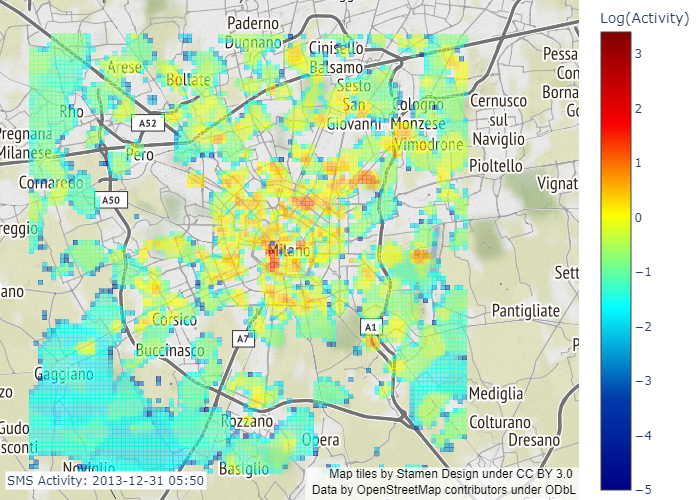 Log(Activity)
Paderno
Dugnano
Cinisello
Balsamo
Arese
Bollate
Sesto
San
Giovanni
Cologno
Monzese
Cernusco
sul
Naviglio
Pessa
Con
Borna
Go
Rho
A52
Pregnana
Milanese
Pero
Vimodrone
Pioltello
Cornaredo
A50
Vignat
reggio
Milano
Sett
ano
Corsico
Pantigliate
A7
A1
P
Buccinasco
Gaggiano
zo
Mediglia
Rozzano
Colturano
Gudo
sconti
Opera
Dresano
Noviglio
Basiglio
SMS Activity: 2013-12-31 05:50
Map tiles by Stamen Design under CC BY 3.0
Data by OpenStreetMap contributors under ODbL
3
2
1
0
−1
−2
−3
−4
−5